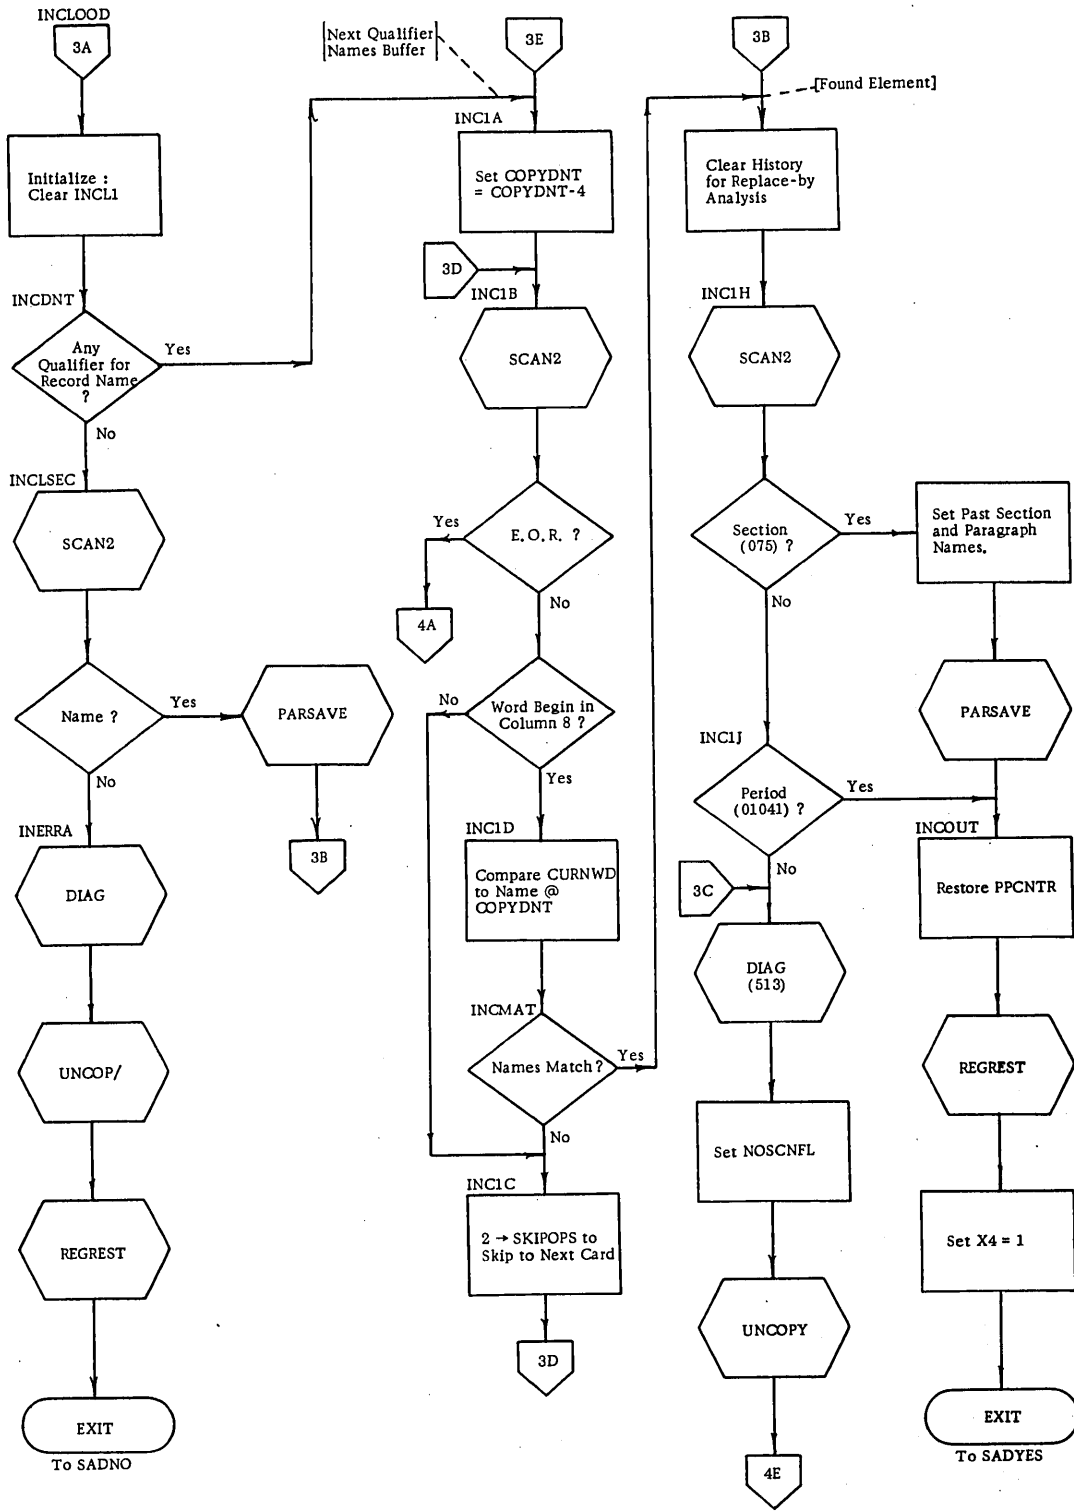 INCLOOD
3A
Initialize :
Clear INCL1
INCDNT
Any
Qualifier for
Record Name
?
Yes
No
INCLSEC
SCAN2
Name ?
Yes
PARSAVE
3B
No
INERRA
DIAG
UNCOP/
REGREST
EXIT
To SADNO
[Next Qualifier
Names Buffer]
3E
INC1A
Set COPYDNT
= COPYDNT-4
3D
INC1B
SCAN2
E.O.R. ?
Yes
4A
No
Word Begin in
Column 8 ?
No
Yes
INC1D
Compare CURNWD
to Name @
COPYDNT
INCMAT
Names Match ?
Yes
No
INC1C
2 → SKIPOPS to
Skip to Next Card
3D
3B
[Found Element]
Clear History
for Replace-by
Analysis
INC1H
SCAN2
Section
(075) ?
Yes
No
Set Past Section
and Paragraph
Names.
PARSAVE
INC1J
Period
(01041) ?
Yes
No
3C
DIAG
(513)
Set NOSCNFL
UNCOPY
4E
INCOUT
Restore PPCNTR
REGREST
Set X4 = 1
EXIT
To SADYES